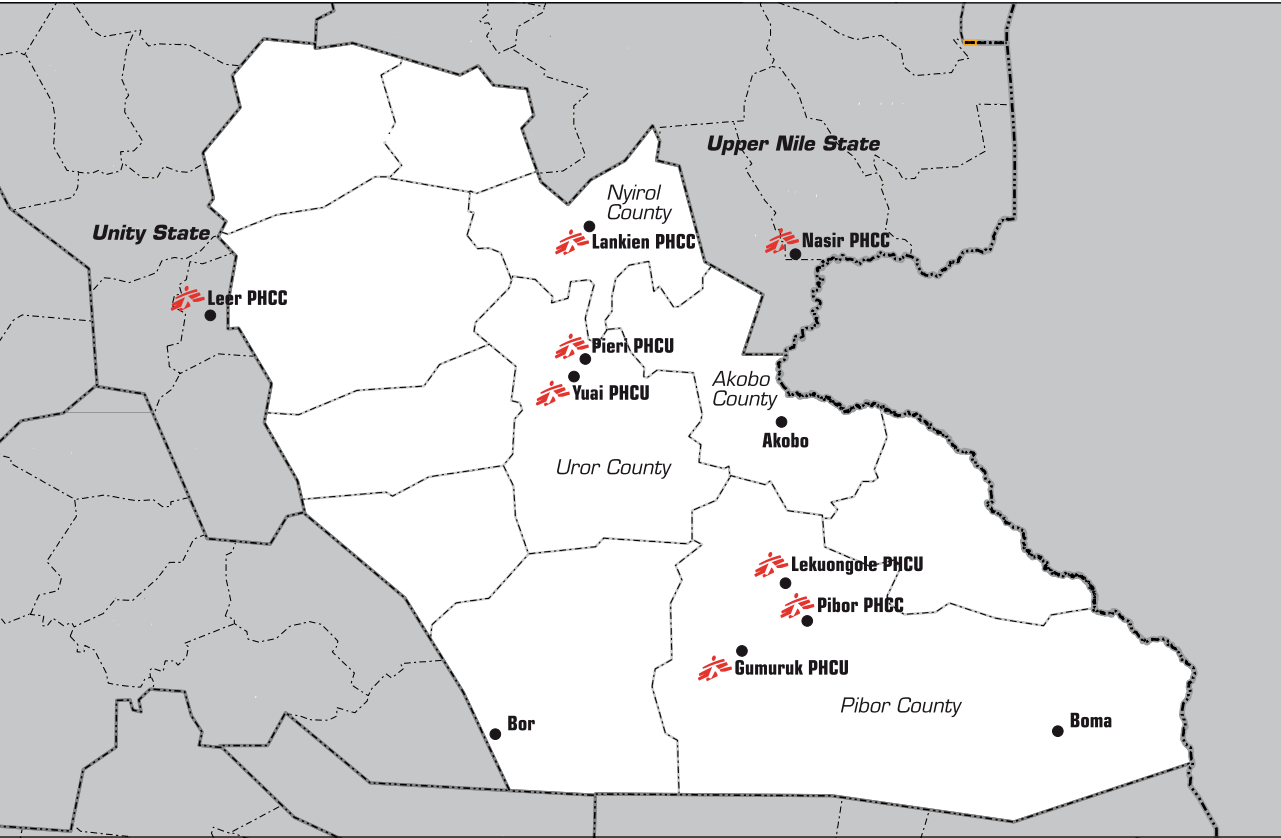 Upper Nile State
Nyirol
County
Unity State
Lankien PHCC
Nasir PHCC
Leer PHCC
Pieri PHCU
Yuai PHCU
Akobo
County
Akobo
Uror County
Lekuongole PHCU
Pibor PHCC
Gumuruk PHCU
Pibor County
Bor
Boma